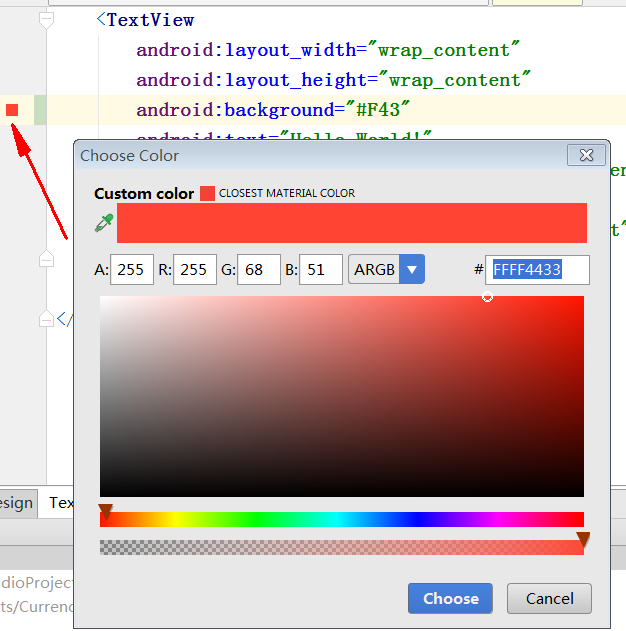 <TextView
android:layout_width="wrap_content"
android:layout_height="wrap_content"
android:background="#F43"
android:text="Hello World!"
Choose Color
Custom color CLOSEST MATERIAL COLOR
A: 255 R: 255 G: 68 B: 51 ARGB # FFFF4433
</
esign Tex
dioProject
ts/Curren
Choose Cancel